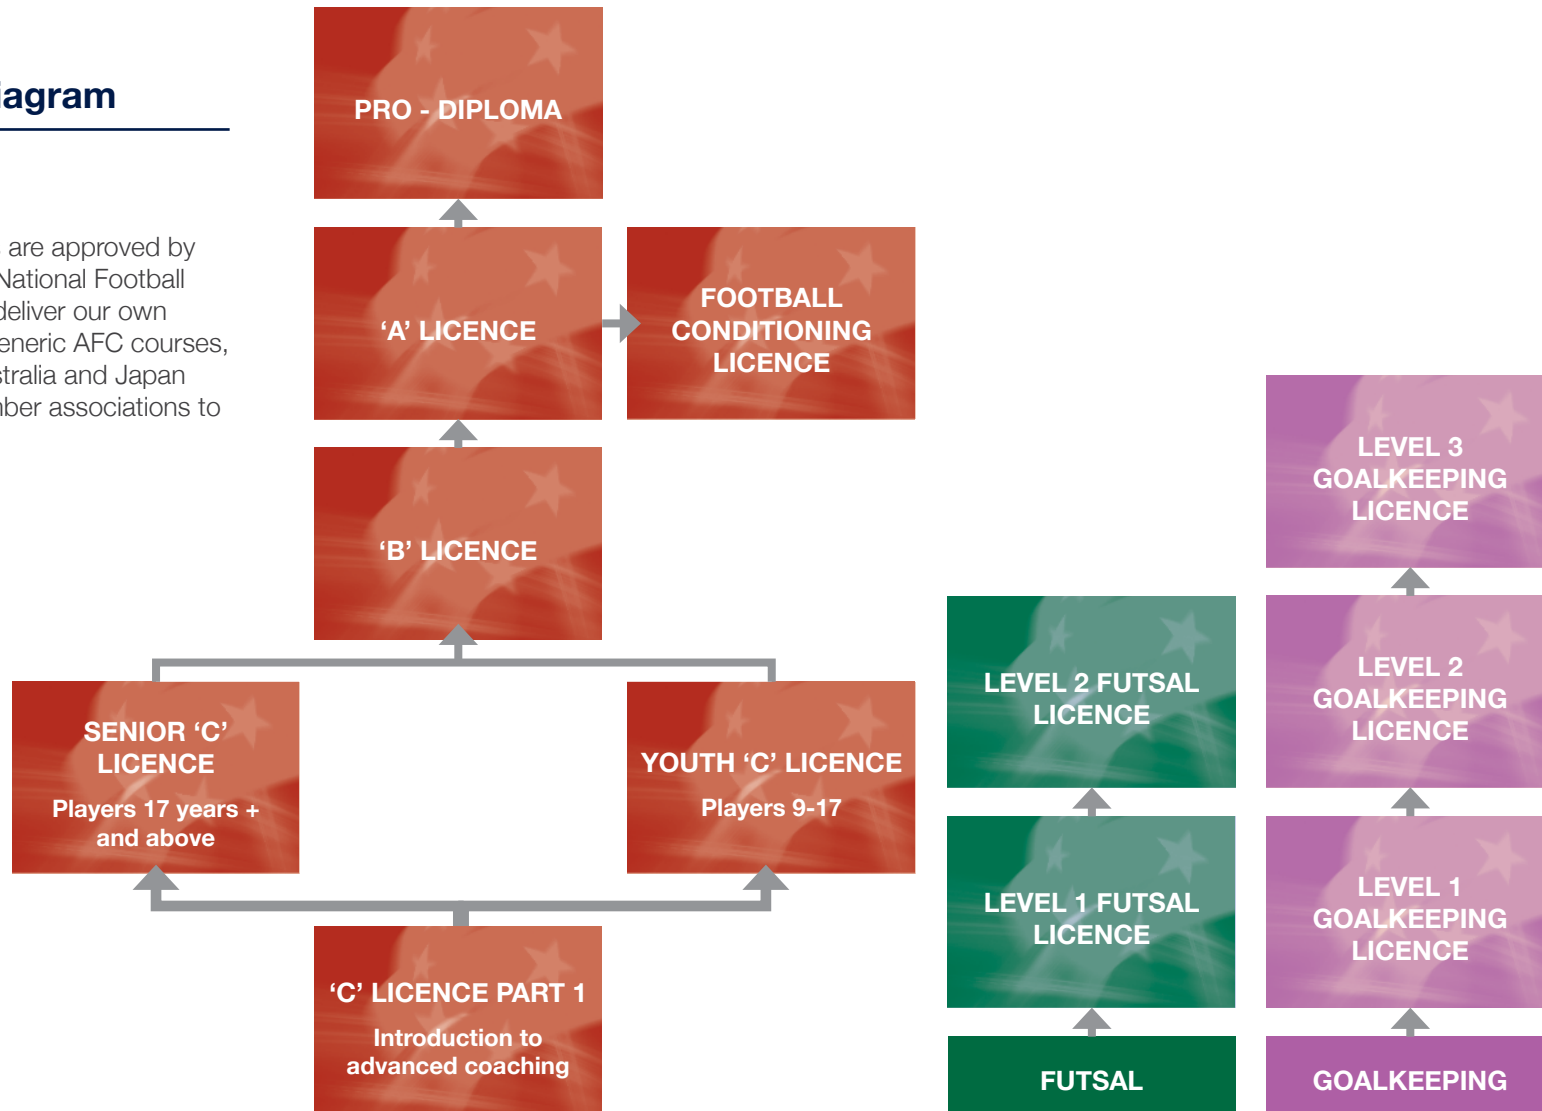 iagram
are approved by
National Football
deliver our own
eneric AFC courses,
stralia and Japan
nber associations to
PRO - DIPLOMA
‘A’ LICENCE
FOOTBALL
CONDITIONING
LICENCE
‘B’ LICENCE
SENIOR ‘C’
LICENCE
Players 17 years +
and above
YOUTH ‘C’ LICENCE
Players 9-17
‘C’ LICENCE PART 1
Introduction to
advanced coaching
LEVEL 2 FUTSAL
LICENCE
LEVEL 1 FUTSAL
LICENCE
FUTSAL
LEVEL 3
GOALKEEPING
LICENCE
LEVEL 2
GOALKEEPING
LICENCE
LEVEL 1
GOALKEEPING
LICENCE
GOALKEEPING